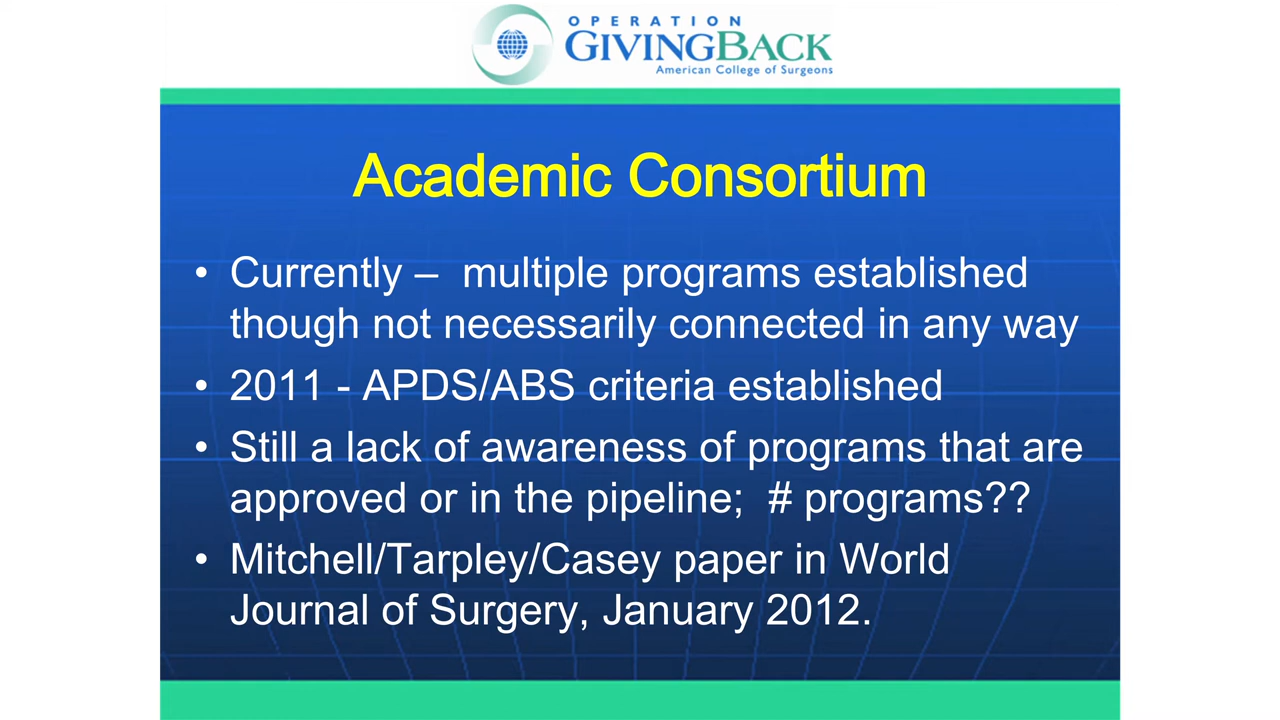 OPERATION
GIVINGBACK
American College of Surgeons
Academic Consortium
• Currently –  multiple programs established
though not necessarily connected in any way
• 2011 - APDS/ABS criteria established
• Still a lack of awareness of programs that are
approved or in the pipeline;  # programs??
• Mitchell/Tarpley/Casey paper in World
Journal of Surgery, January 2012.